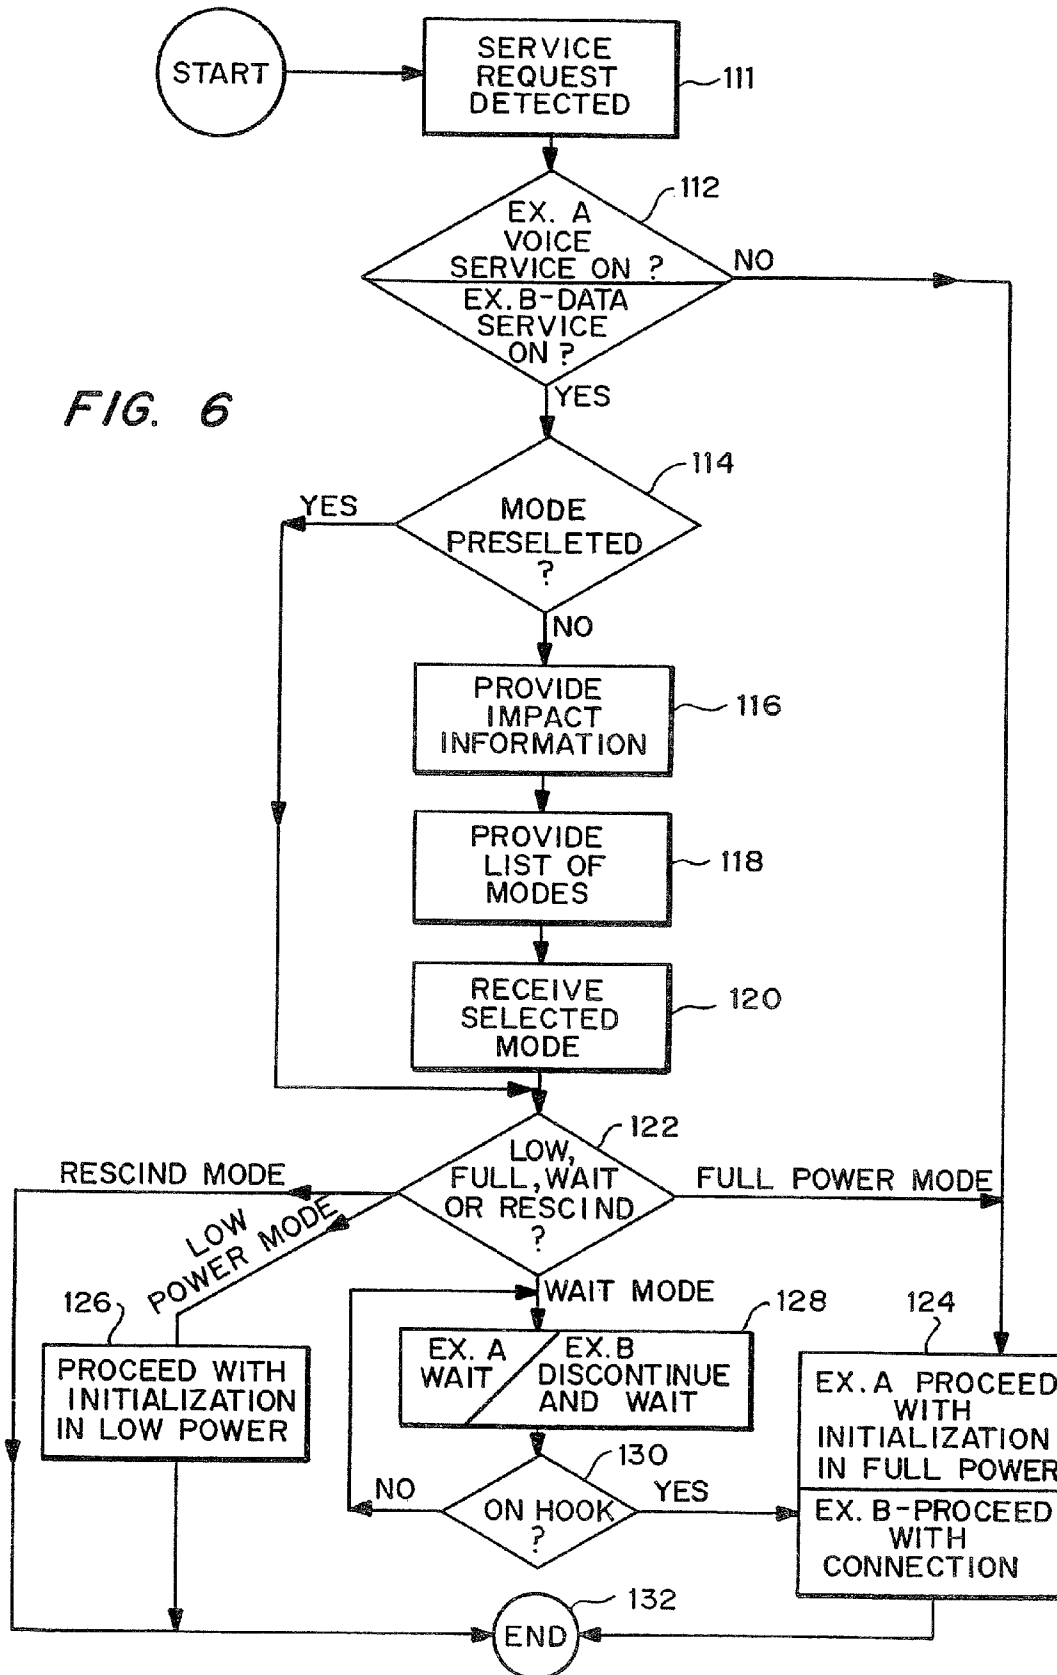 START
SERVICE
REQUEST
DETECTED
111
112
EX. A
VOICE
SERVICE ON ?
NO
EX. B-DATA
SERVICE
ON ?
YES
FIG. 6
114
YES
MODE
PRESELETED
?
NO
PROVIDE
IMPACT
INFORMATION
116
PROVIDE
LIST OF
MODES
118
RECEIVE
SELECTED
MODE
120
122
RESCIND MODE
LOW,
FULL, WAIT
OR RESCIND
?
FULL POWER MODE
LOW
POWER MODE
WAIT MODE
126
128
124
PROCEED WITH
INITIALIZATION
IN LOW POWER
EX. A
WAIT
EX. B
DISCONTINUE
AND WAIT
EX. A PROCEED
WITH
INITIALIZATION
IN FULL POWER
130
NO
ON HOOK
?
YES
EX. B-PROCEED
WITH
CONNECTION
132
END